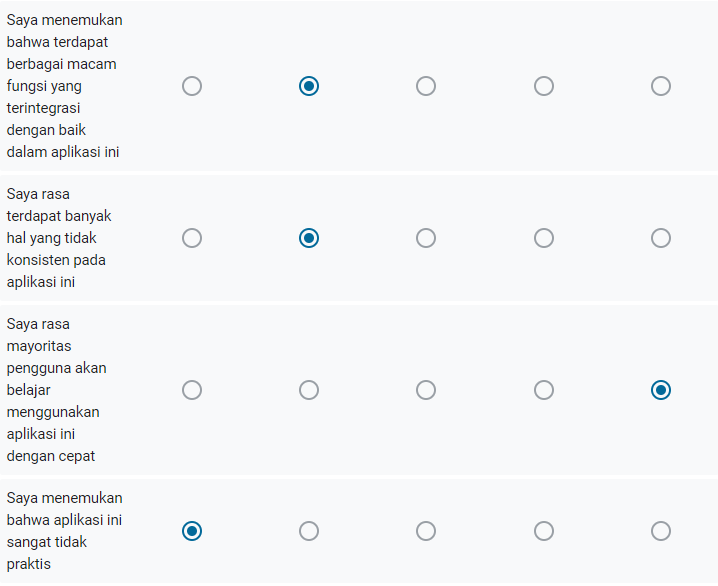 Saya menemukan
bahwa terdapat
berbagai macam
fungsi yang
terintegrasi
dengan baik
dalam aplikasi ini
Saya rasa
terdapat banyak
hal yang tidak
konsisten pada
aplikasi ini
Saya rasa
mayoritas
pengguna akan
belajar
menggunakan
aplikasi ini
dengan cepat
Saya menemukan
bahwa aplikasi ini
sangat tidak
praktis